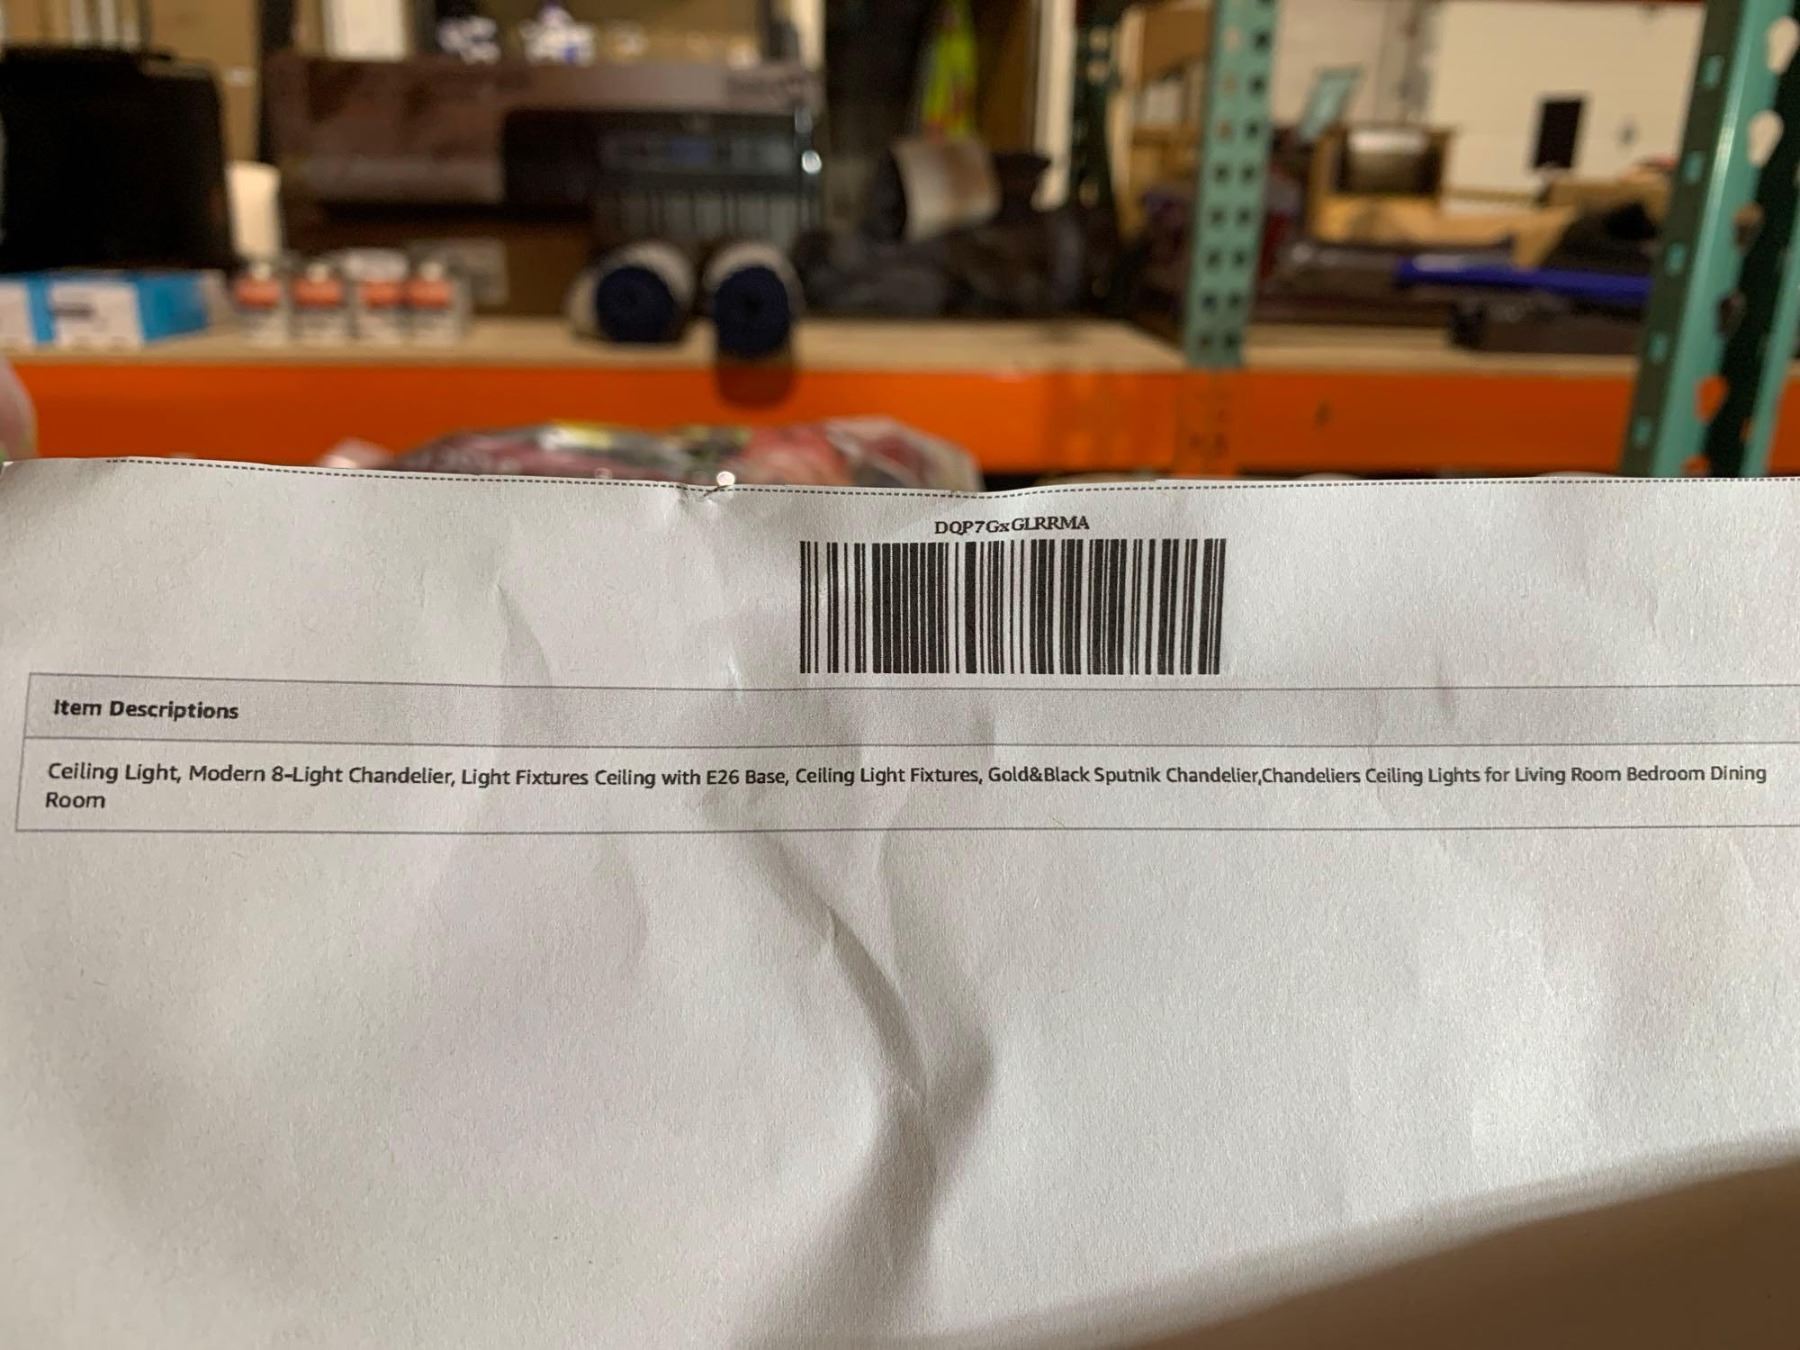 DQP7GxGLRRMA
Item Descriptions
Ceiling Light, Modern 8-Light Chandelier, Light Fixtures Ceiling with E26 Base, Ceiling Light Fixtures, Gold&Black Sputnik Chandelier,Chandeliers Ceiling Lights for Living Room Bedroom Dining
Room